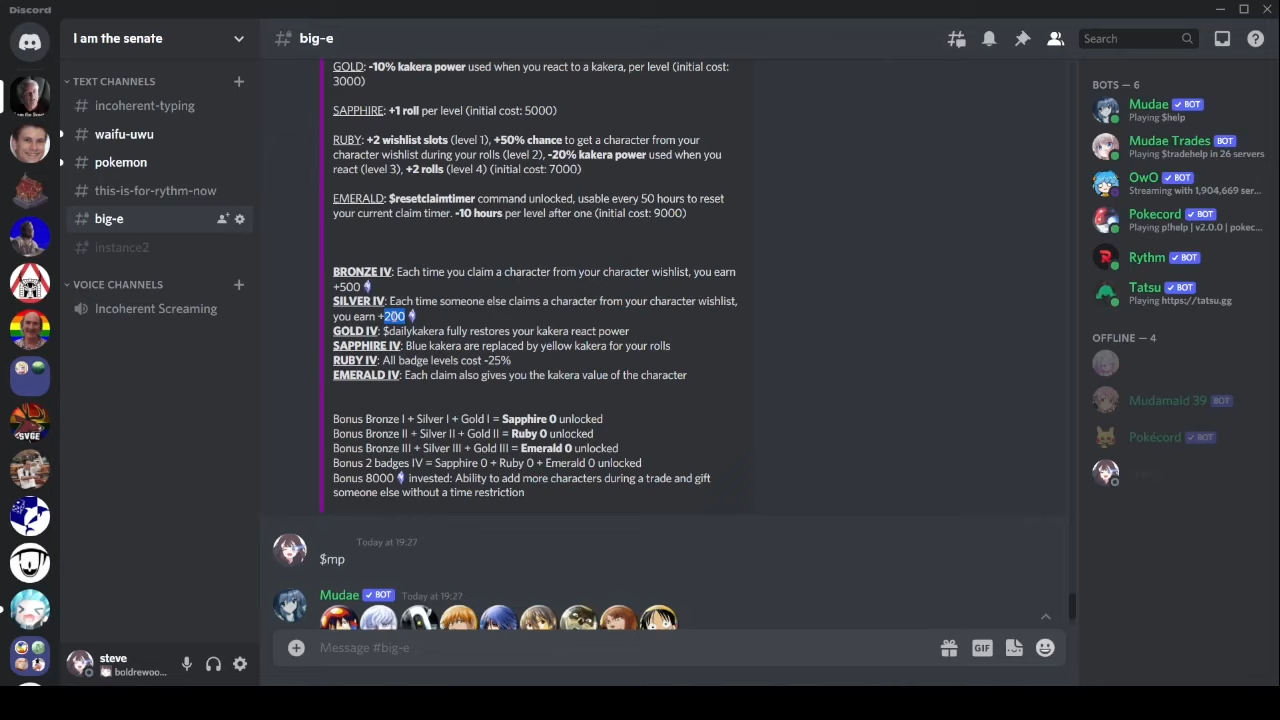 Discord
I am the senate
TEXT CHANNELS
incoherent-typing
waifu-uwu
pokemon
this-is-for-rythm-now
big-e
instance2
VOICE CHANNELS
Incoherent Screaming
steve
boldrewoo...
big-e
Search
GOLD: -10% kakera power used when you react to a kakera, per level (initial cost:
3000)
SAPPHIRE: +1 roll per level (initial cost: 5000)
RUBY: +2 wishlist slots (level 1), +50% chance to get a character from your
character wishlist during your rolls (level 2), -20% kakera power used when you
react (level 3), +2 rolls (level 4) (initial cost: 7000)
EMERALD: $resetclaimtimer command unlocked, usable every 50 hours to reset
your current claim timer. -10 hours per level after one (initial cost: 9000)
BRONZE IV: Each time you claim a character from your character wishlist, you earn
+500
SILVER IV: Each time someone else claims a character from your character wishlist,
you earn +200
GOLD IV: $dailykakera fully restores your kakera react power
SAPPHIRE IV: Blue kakera are replaced by yellow kakera for your rolls
RUBY IV: All badge levels cost -25%
EMERALD IV: Each claim also gives you the kakera value of the character
Bonus Bronze I + Silver I + Gold I = Sapphire 0 unlocked
Bonus Bronze II + Silver II + Gold II = Ruby 0 unlocked
Bonus Bronze III + Silver III + Gold III = Emerald 0 unlocked
Bonus 2 badges IV = Sapphire 0 + Ruby 0 + Emerald 0 unlocked
Bonus 8000 invested: Ability to add more characters during a trade and gift
someone else without a time restriction
Today at 19:27
$mp
Mudae BOT Today at 19:27
Message #big-e
GIF
BOTS — 6
Mudae BOT
Playing $help
Mudae Trades BOT
Playing $tradehelp in 26 servers
OwO BOT
Streaming with 1,904,669 ser...
Pokecord BOT
Playing p!help | v2.0.0 | pokec...
Rythm BOT
Tatsu BOT
Playing https://tatsu.gg
OFFLINE — 4
Mudamaid 39 BOT
Pokécord BOT